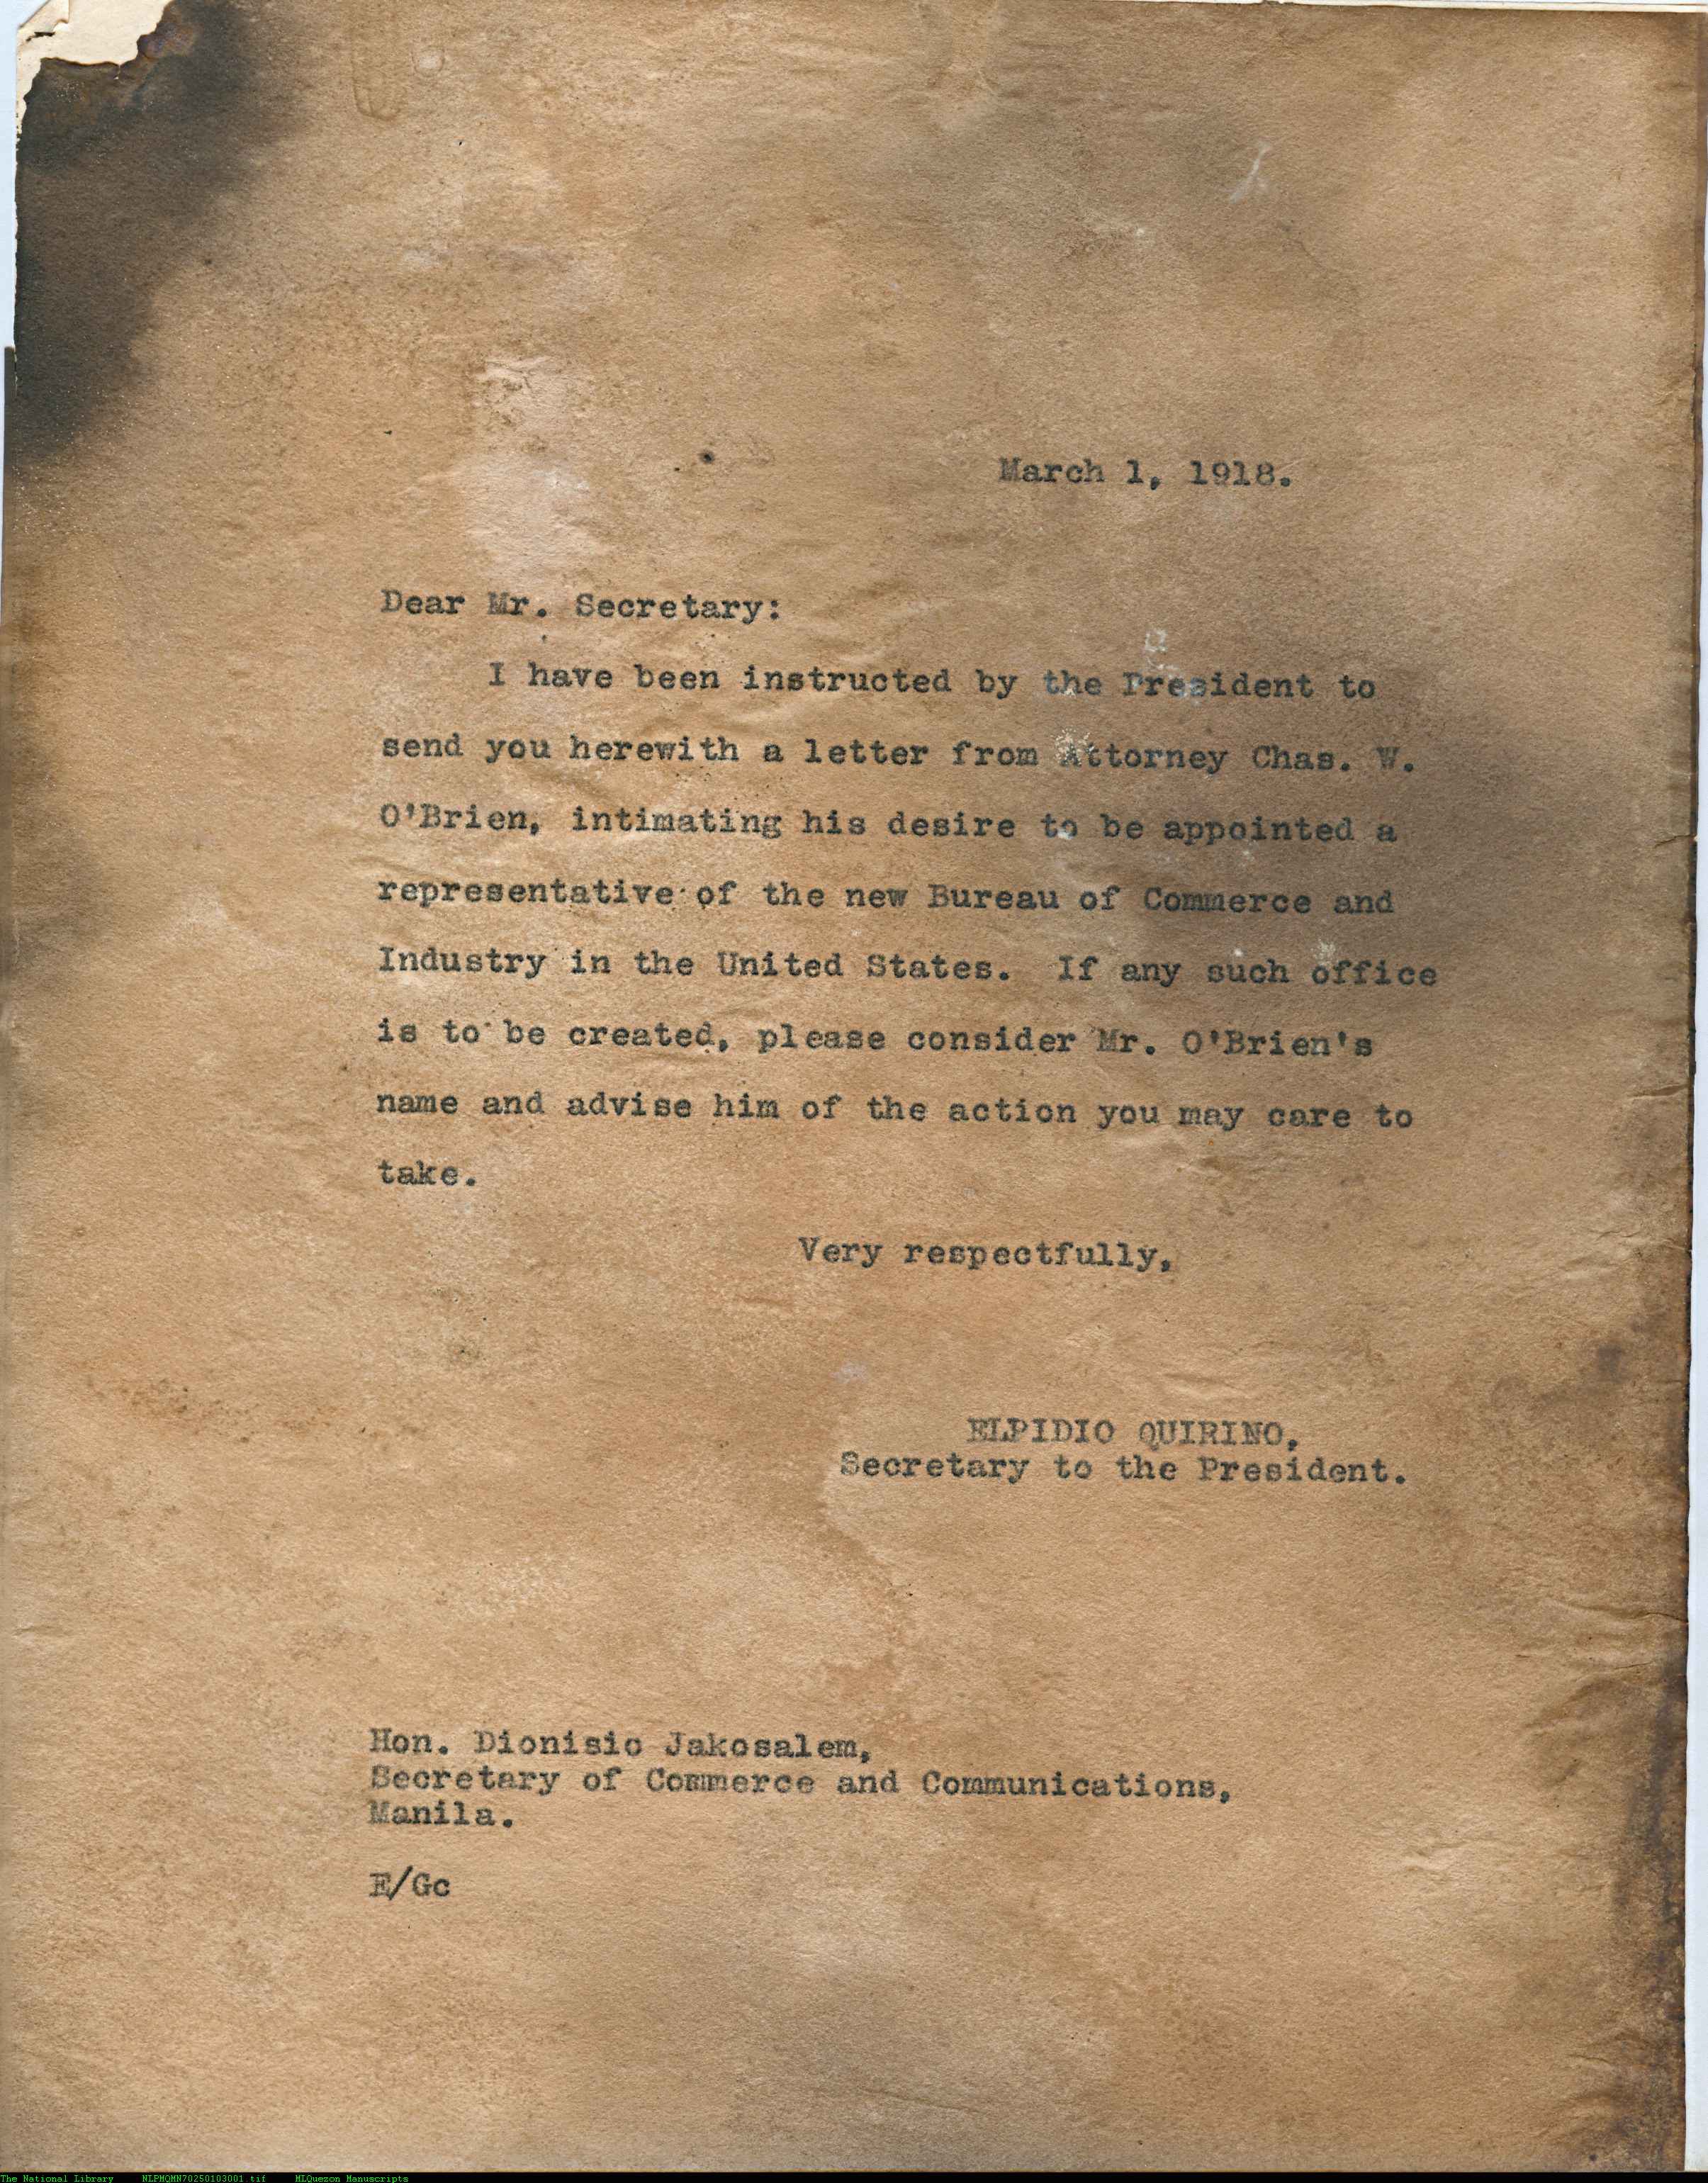 March 1, 1918.
Dear Mr. Secretary:
I have been instructed by the President to
send you herewith a letter from Attorney Chas. W.
O'Brien, intimating his desire to be appointed a
representative of the new Bureau of Commerce and
Industry in the United States. If any such office
is to be created, please consider Mr. O'Brien's
name and advise him of the action you may care to
take.
Very respectfully,
ELPIDIO QUIRINO,
Secretary to the President.
Hon. Dionisio Jakosalem,
Secretary of Commerce and Communications,
Manila.
E/Gc
The National Library NLPMQMN70250103001.tif MLQuezon Manuscripts